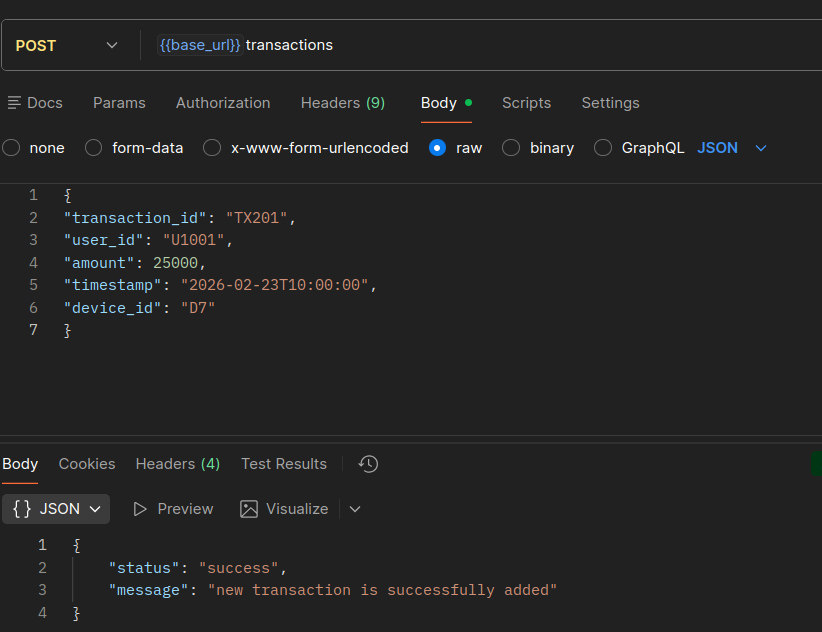 POST {{base_url}} transactions
Docs Params Authorization Headers (9) Body Scripts Settings
none form-data x-www-form-urlencoded raw binary GraphQL JSON
1 {
2 "transaction_id": "TX201",
3 "user_id": "U1001",
4 "amount": 25000,
5 "timestamp": "2026-02-23T10:00:00",
6 "device_id": "D7"
7 }
Body Cookies Headers (4) Test Results
{} JSON Preview Visualize
1 {
2 "status": "success",
3 "message": "new transaction is successfully added"
4 }